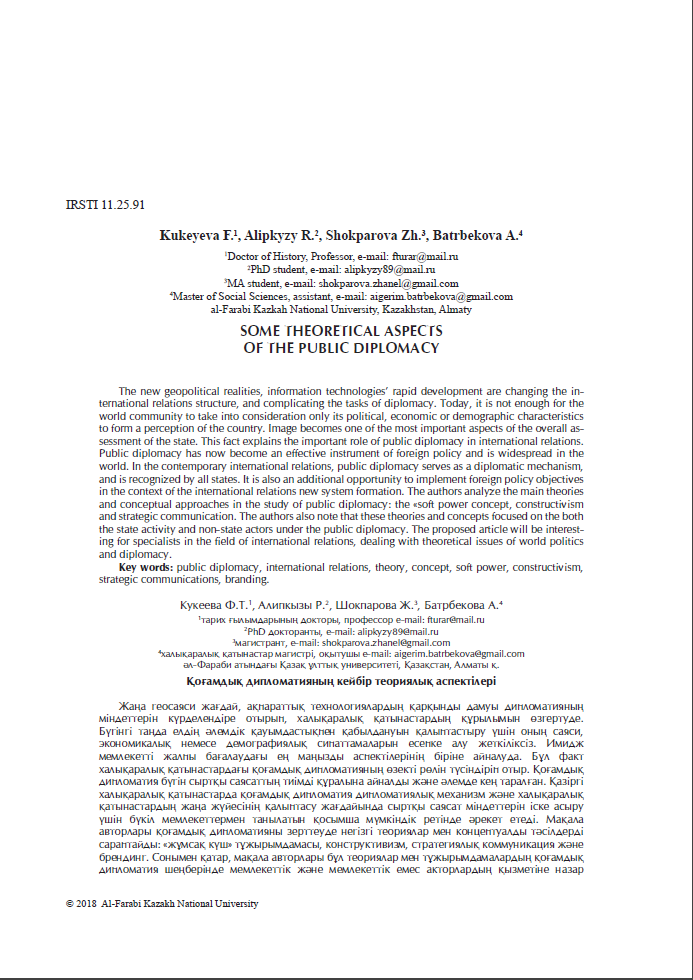 IRSTI 11.25.91
Kukeyeva F.¹, Alipkyzy R.², Shokparova Zh.³, Batrbekova A.⁴
¹Doctor of History, Professor, e-mail: fturar@mail.ru
²PhD student, e-mail: alipkyzy89@mail.ru
³MA student, e-mail: shokparova.zhanel@gmail.com
⁴Master of Social Sciences, assistant, e-mail: aigerim.batrbekova@gmail.com
al-Farabi Kazkah National University, Kazakhstan, Almaty
SOME THEORETICAL ASPECTS
OF THE PUBLIC DIPLOMACY
The new geopolitical realities, information technologies’ rapid development are changing the in-
ternational relations structure, and complicating the tasks of diplomacy. Today, it is not enough for the
world community to take into consideration only its political, economic or demographic characteristics
to form a perception of the country. Image becomes one of the most important aspects of the overall as-
sessment of the state. This fact explains the important role of public diplomacy in international relations.
Public diplomacy has now become an effective instrument of foreign policy and is widespread in the
world. In the contemporary international relations, public diplomacy serves as a diplomatic mechanism,
and is recognized by all states. It is also an additional opportunity to implement foreign policy objectives
in the context of the international relations new system formation. The authors analyze the main theories
and conceptual approaches in the study of public diplomacy: the «soft power concept, constructivism
and strategic communication. The authors also note that these theories and concepts focused on the both
the state activity and non-state actors under the public diplomacy. The proposed article will be interest-
ing for specialists in the field of international relations, dealing with theoretical issues of world politics
and diplomacy.
Key words: public diplomacy, international relations, theory, concept, soft power, constructivism,
strategic communications, branding.
Кукеева Ф.Т.¹, Алипкызы Р.², Шокпарова Ж.³, Батрбекова А.⁴
¹тарих ғылымдарының докторы, профессор e-mail: fturar@mail.ru
²PhD докторанты, e-mail: alipkyzy89@mail.ru
³магистрант, e-mail: shokparova.zhanel@gmail.com
⁴халықаралық қатынастар магистрі, оқытушы e-mail: aigerim.batrbekova@gmail.com
әл-Фараби атындағы Қазақ ұлттық университеті, Қазақстан, Алматы қ.
Қоғамдық дипломатияның кейбір теориялық аспектілері
Жаңа геосаяси жағдай, ақпараттық технологиялардың қарқынды дамуы дипломатияның
міндеттерін күрделендіре отырып, халықаралық қатынастардың құрылымын өзгертуде.
Бүгінгі таңда елдің әлемдік қауымдастықпен қабылдануын қалыптастыру үшін оның саяси,
экономикалық немесе демографиялық сипаттамаларын есепке алу жеткіліксіз. Имидж
мемлекетті жалпы бағалаудағы ең маңызды аспектілерінің біріне айналуда. Бұл факт
халықаралық қатынастардағы қоғамдық дипломатияның өзекті рөлін түсіндіріп отыр. Қоғамдық
дипломатия бүгін сыртқы саясаттың тиімді құралына айналды және әлемде кең таралған. Қазіргі
халықаралық қатынастарда қоғамдық дипломатия дипломатиялық механизм және халықаралық
қатынастардың жаңа жүйесінің қалыптасу жағдайында сыртқы саясат міндеттерін іске асыру
үшін бүкіл мемлекеттермен танылатын қосымша мүмкіндік ретінде әрекет етеді. Мақала
авторлары қоғамдық дипломатияны зерттеуде негізгі теориялар мен концептуалды тәсілдерді
сараптайды: «жұмсақ күш» тұжырымдамасы, конструктивизм, стратегиялық коммуникация және
брендинг. Сонымен қатар, мақала авторлары бұл теориялар мен тұжырымдамалардың қоғамдық
дипломатия шеңберінде мемлекеттік және мемлекеттік емес акторлардың қызметіне назар
© 2018 Al-Farabi Kazakh National University